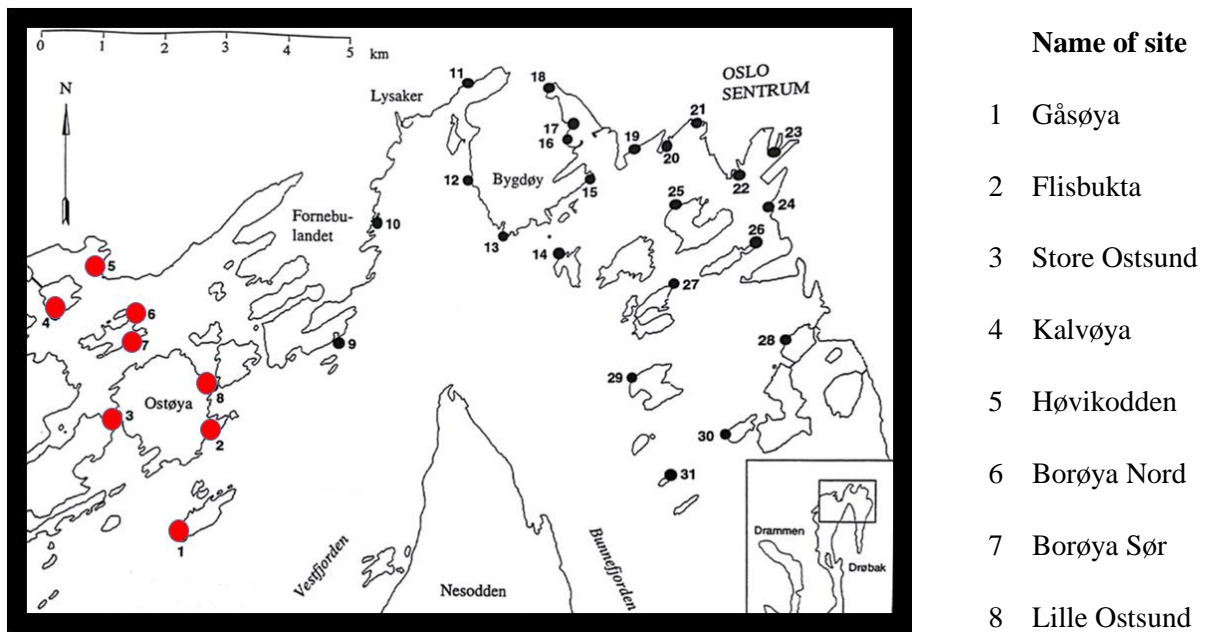 0 1 2 3 4 5 km
N
11
Lysaker
18
OSLO
SENTRUM
21
17
16
19
20
23
12
Bygdøy
15
22
25
24
Fornebu-
landet
10
13
14
26
5
27
4
6
7
9
28
29
8
Ostøya
3
2
30
31
1
Vestfjorden
Nesodden
Bunnefjorden
Drammen
Drøbak
Name of site
1 Gåsøya
2 Flisbukta
3 Store Ostsund
4 Kalvøya
5 Høvikodden
6 Borøya Nord
7 Borøya Sør
8 Lille Ostsund